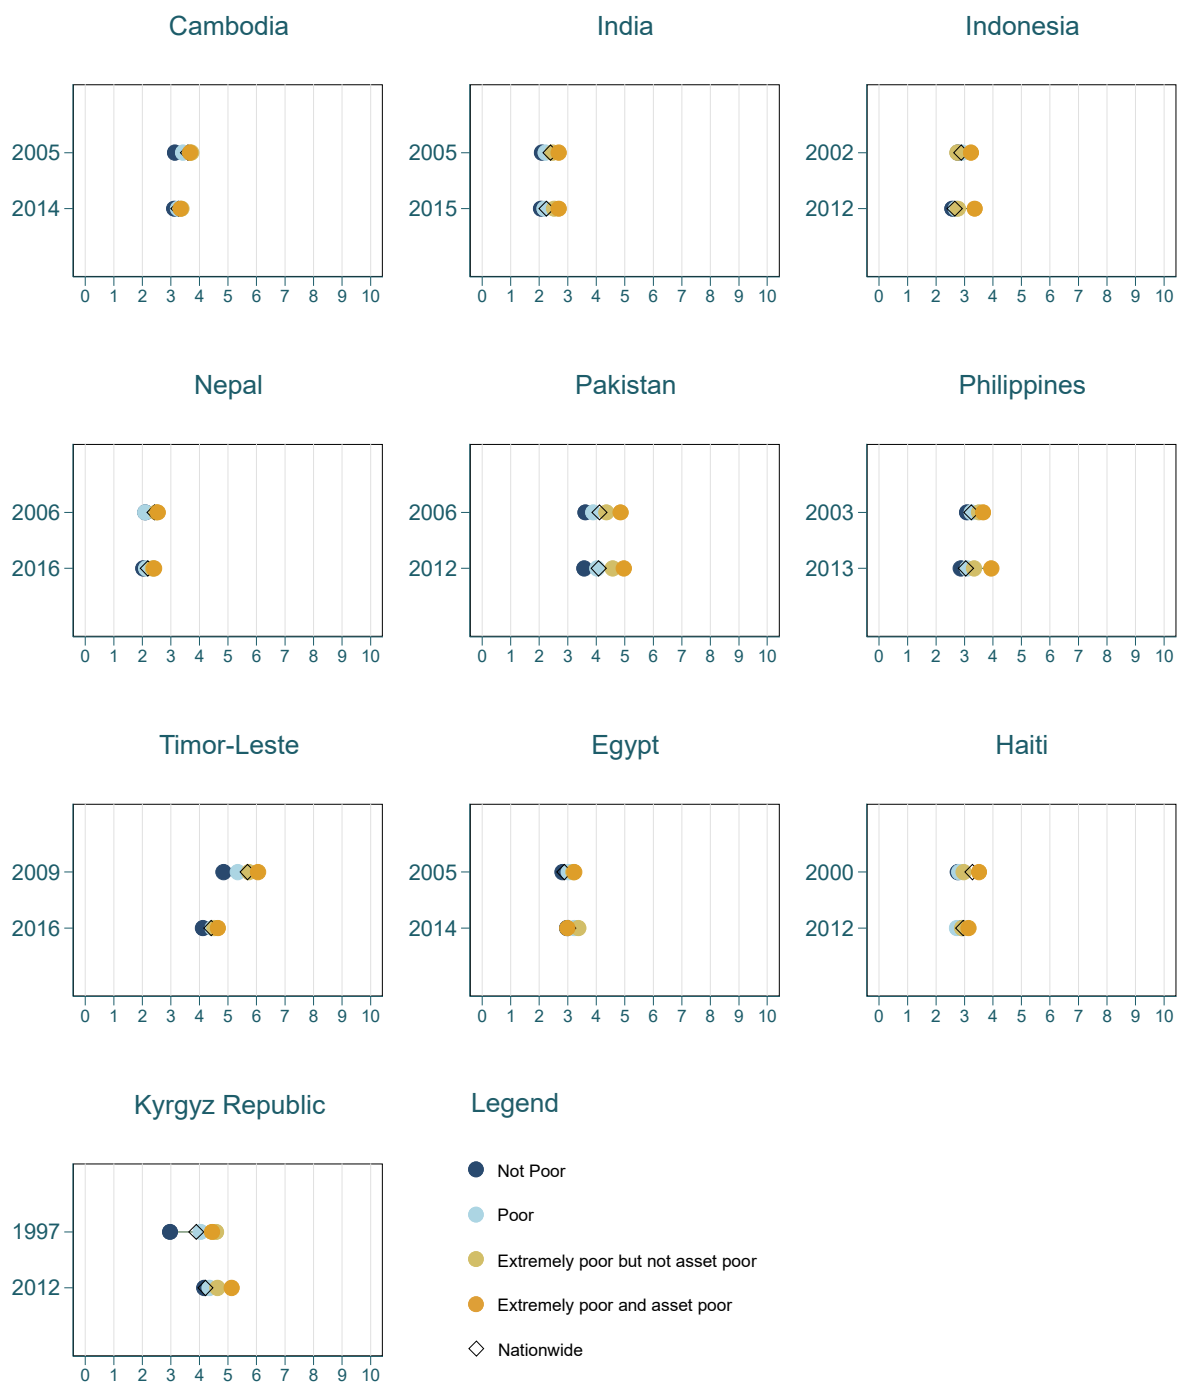 Cambodia
India
Indonesia
2005
2014
0 1 2 3 4 5 6 7 8 9 10
2005
2015
0 1 2 3 4 5 6 7 8 9 10
2002
2012
0 1 2 3 4 5 6 7 8 9 10
Nepal
Pakistan
Philippines
2006
2016
0 1 2 3 4 5 6 7 8 9 10
2006
2012
0 1 2 3 4 5 6 7 8 9 10
2003
2013
0 1 2 3 4 5 6 7 8 9 10
Timor-Leste
Egypt
Haiti
2009
2016
0 1 2 3 4 5 6 7 8 9 10
2005
2014
0 1 2 3 4 5 6 7 8 9 10
2000
2012
0 1 2 3 4 5 6 7 8 9 10
Kyrgyz Republic
1997
2012
0 1 2 3 4 5 6 7 8 9 10
Legend
Not Poor
Poor
Extremely poor but not asset poor
Extremely poor and asset poor
Nationwide